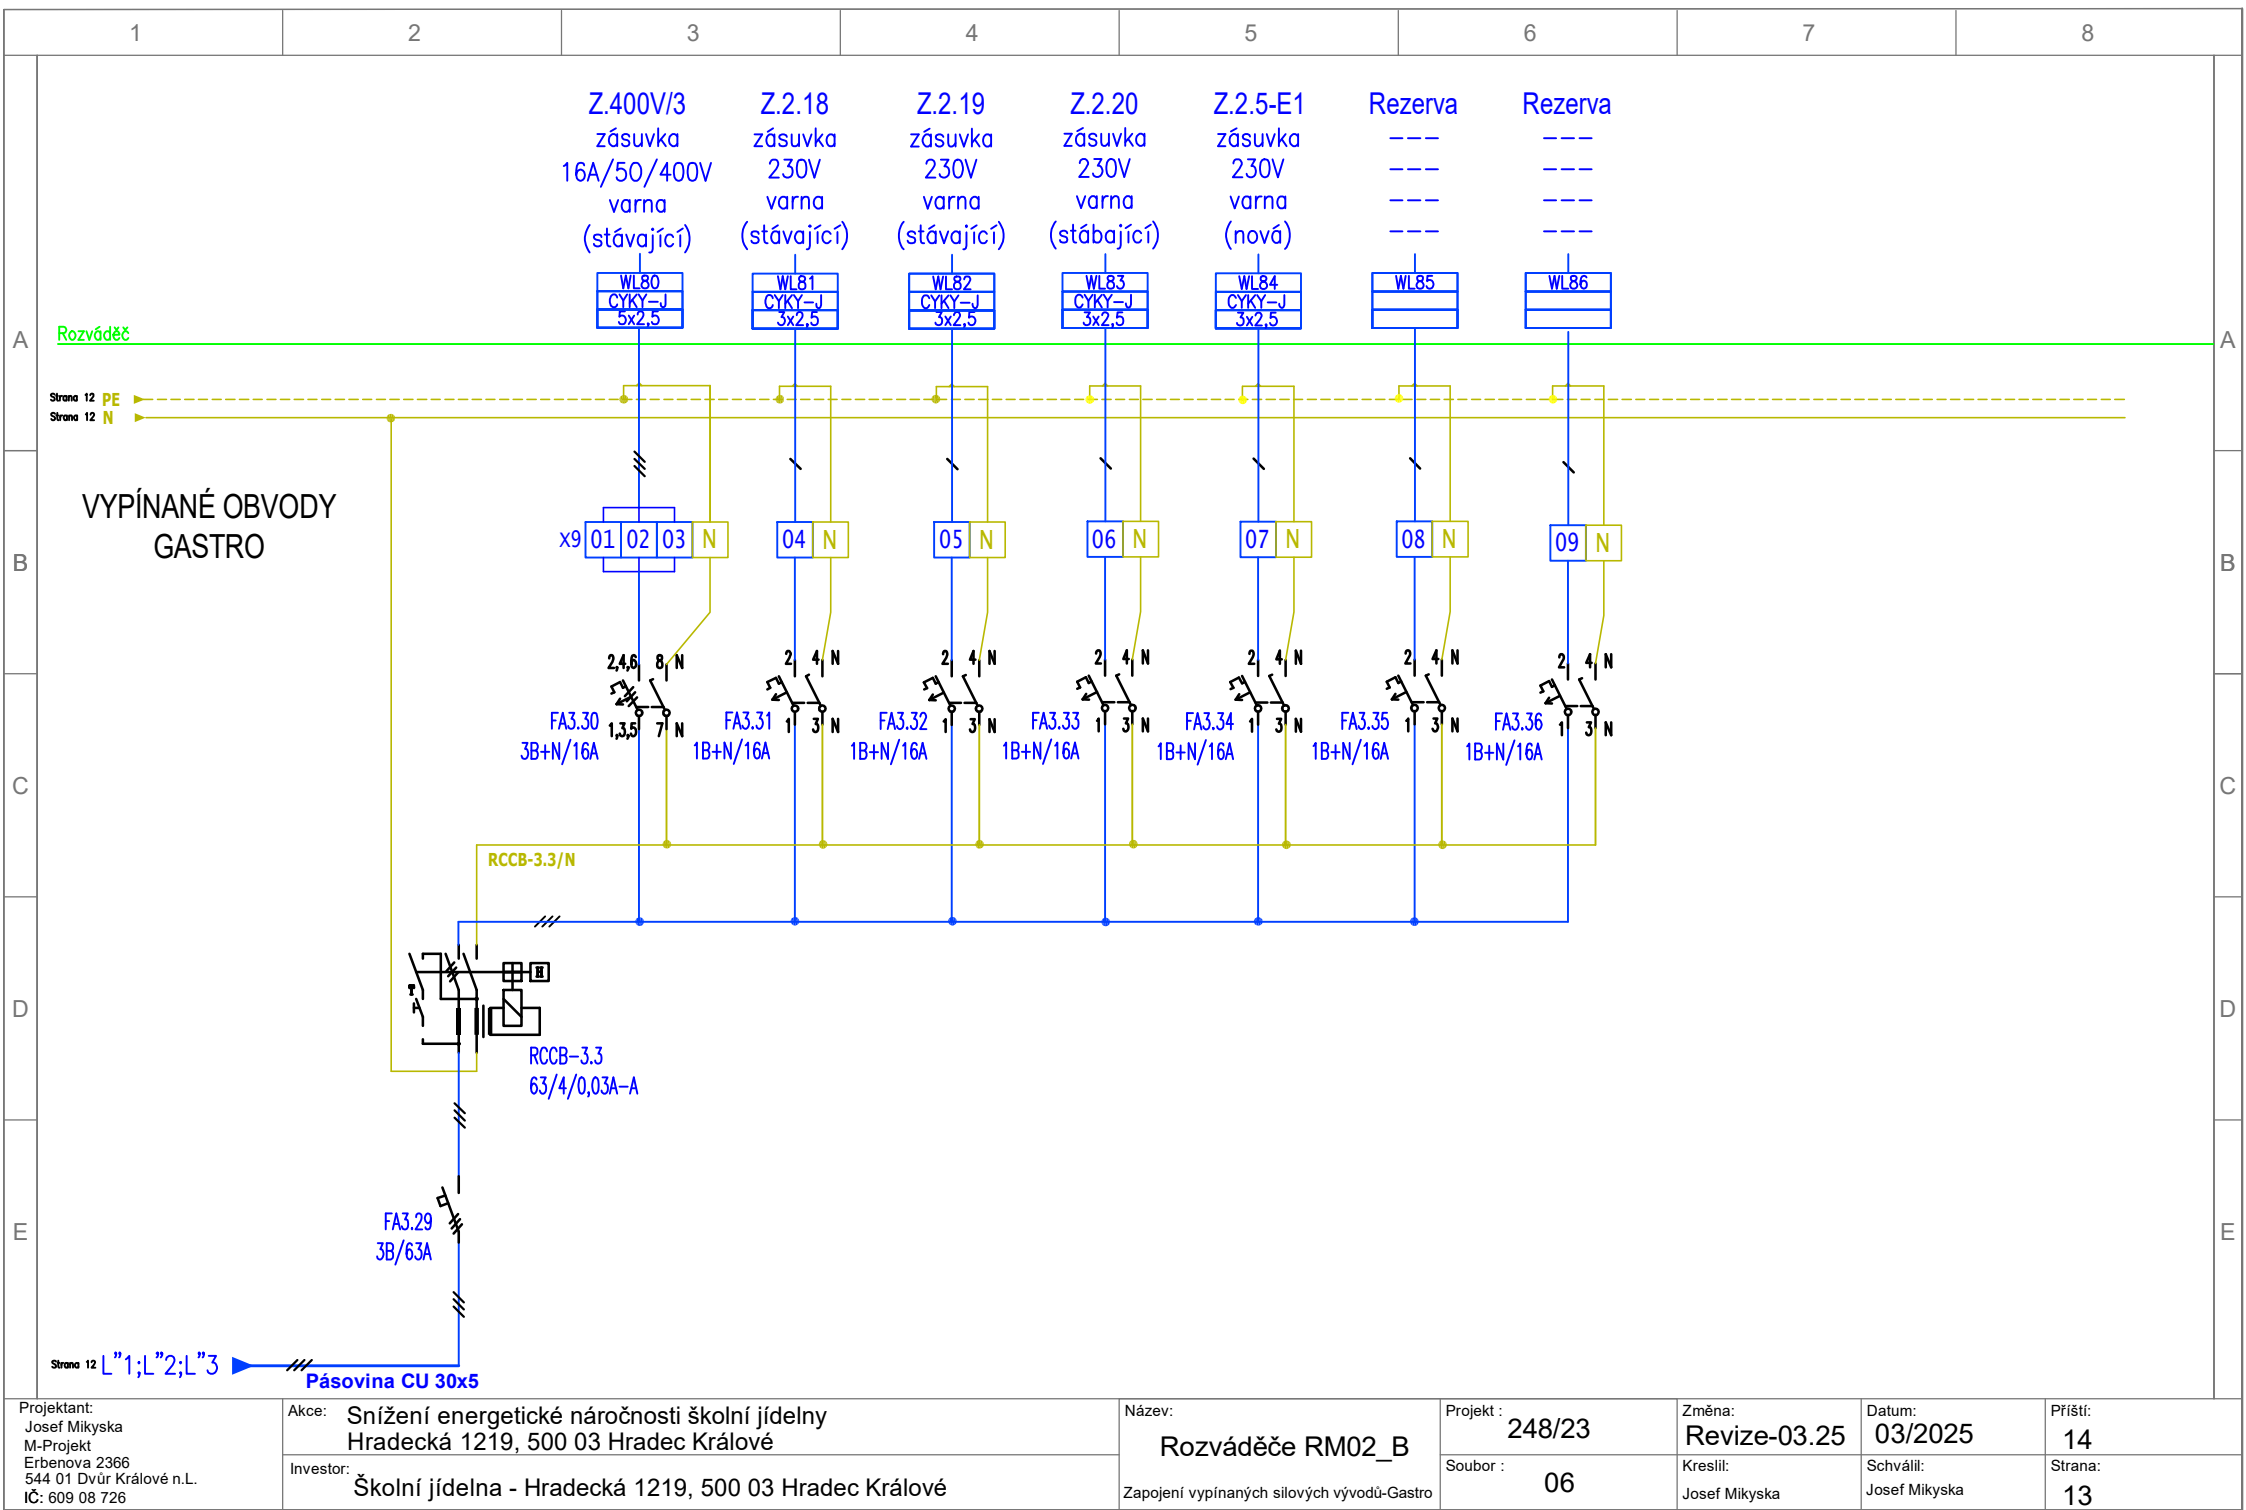 1 2 3 4 5 6 7 8
Z.400V/3 Z.2.18 Z.2.19 Z.2.20 Z.2.5-E1 Rezerva Rezerva
zásuvka zásuvka zásuvka zásuvka zásuvka --- ---
16A/50/400V 230V 230V 230V 230V --- ---
varna varna varna varna varna --- ---
(stávající) (stávající) (stávající) (stábající) (nová) --- ---
WL80 WL81 WL82 WL83 WL84 WL85 WL86
CYKY-J CYKY-J CYKY-J CYKY-J CYKY-J
5x2,5 3x2,5 3x2,5 3x2,5 3x2,5
A Rozváděč A
Strana 12 PE
Strana 12 N
VYPÍNANÉ OBVODY
GASTRO
X9 01 02 03 N 04 N 05 N 06 N 07 N 08 N 09 N
B B
2,4,6 8 N 2 4 N 2 4 N 2 4 N 2 4 N 2 4 N 2 4 N
FA3.30 FA3.31 FA3.32 FA3.33 FA3.34 FA3.35 FA3.36
1,3,5 7 N 1 3 N 1 3 N 1 3 N 1 3 N 1 3 N 1 3 N
3B+N/16A 1B+N/16A 1B+N/16A 1B+N/16A 1B+N/16A 1B+N/16A 1B+N/16A
C C
RCCB-3.3/N
H
T
D D
RCCB-3.3
63/4/0,03A-A
FA3.29
3B/63A
E E
Strana 12 L"1;L"2;L"3
Pásovina CU 30x5
Projektant:
Josef Mikyska
M-Projekt
Erbenova 2366
544 01 Dvůr Králové n.L.
IČ: 609 08 726
Akce: Snížení energetické náročnosti školní jídelny
Hradecká 1219, 500 03 Hradec Králové
Investor: Školní jídelna - Hradecká 1219, 500 03 Hradec Králové
Název:
Rozváděče RM02_B
Zapojení vypínaných silových vývodů-Gastro
Projekt : 248/23
Soubor : 06
Změna:
Revize-03.25
Kreslil:
Josef Mikyska
Datum:
03/2025
Schválil:
Josef Mikyska
Příští:
14
Strana:
13